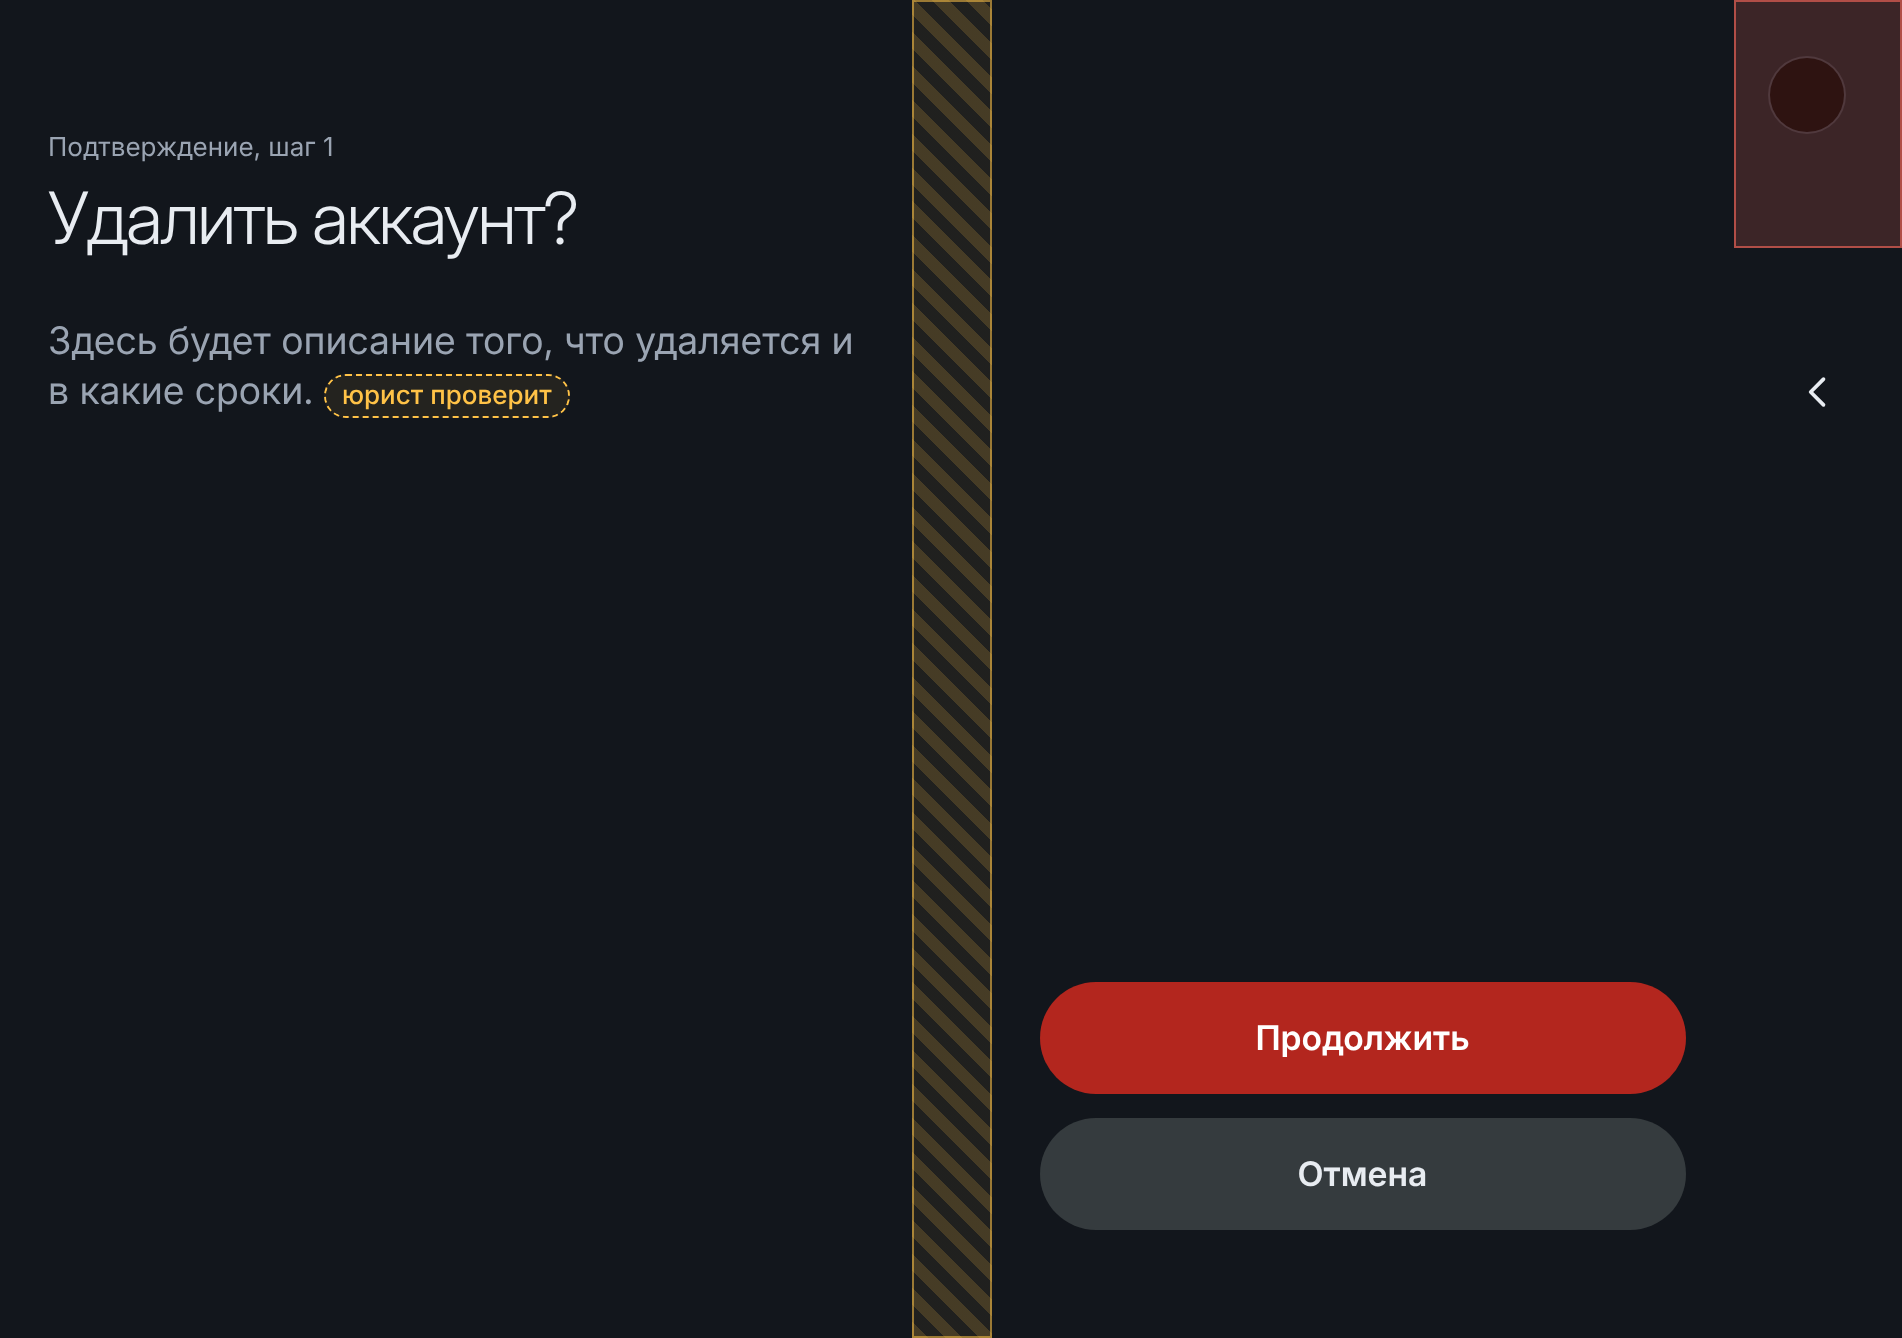 Подтверждение, шаг 1
Удалить аккаунт?
Здесь будет описание того, что удаляется и
в какие сроки. юрист проверит
Продолжить
Отмена